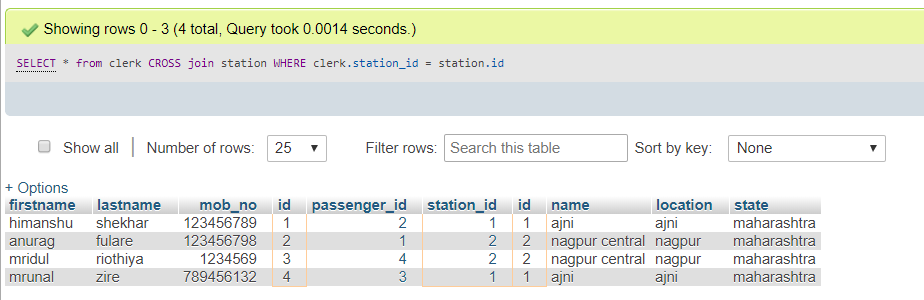 Showing rows 0 - 3 (4 total, Query took 0.0014 seconds.)
SELECT * from clerk CROSS join station WHERE clerk.station_id = station.id
Show all Number of rows: 25 Filter rows: Search this table Sort by key: None
+ Options
firstname lastname mob_no id passenger_id station_id id name location state
himanshu shekhar 123456789 1 2 1 1 ajni ajni maharashtra
anurag fulare 123456798 2 1 2 2 nagpur central nagpur maharashtra
mridul riothiya 1234569 3 4 2 2 nagpur central nagpur maharashtra
mrunal zire 789456132 4 3 1 1 ajni ajni maharashtra